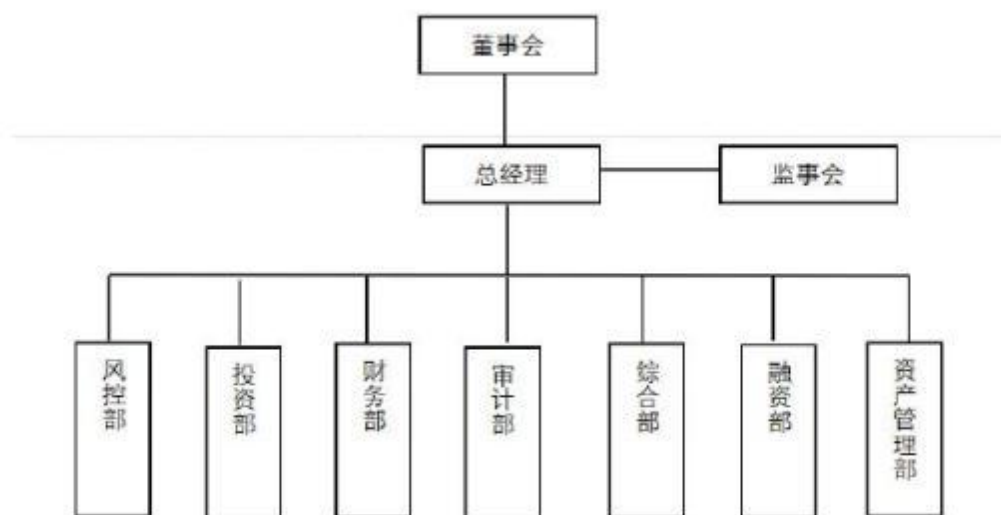 董事会
总经理
监事会
风控部
投资部
财务部
审计部
综合部
融资部
资产管理部